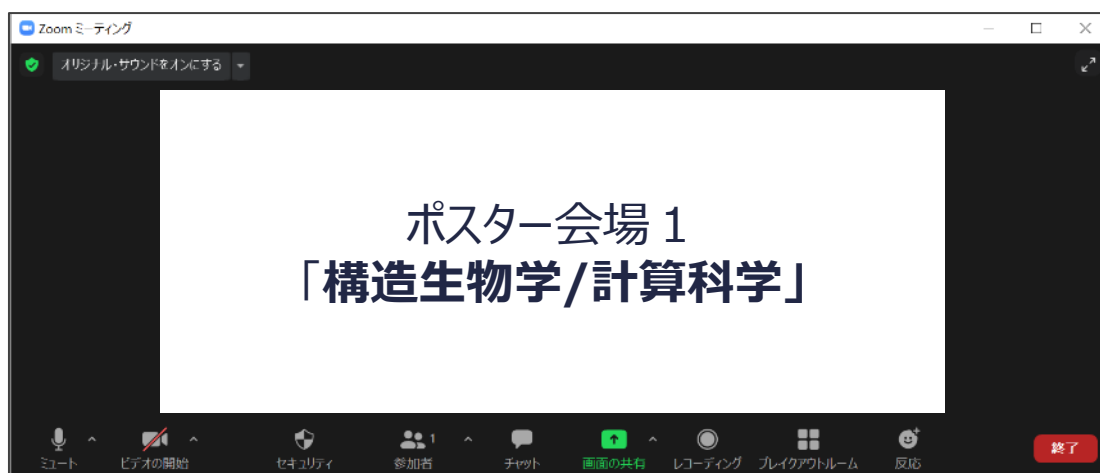 Zoom ミーティング
オリジナル・サウンドをオンにする
ポスター会場 1
「構造生物学/計算科学」
ミュート
ビデオの開始
セキュリティ
参加者
1
チャット
画面の共有
レコーディング
ブレイクアウトルーム
反応
終了